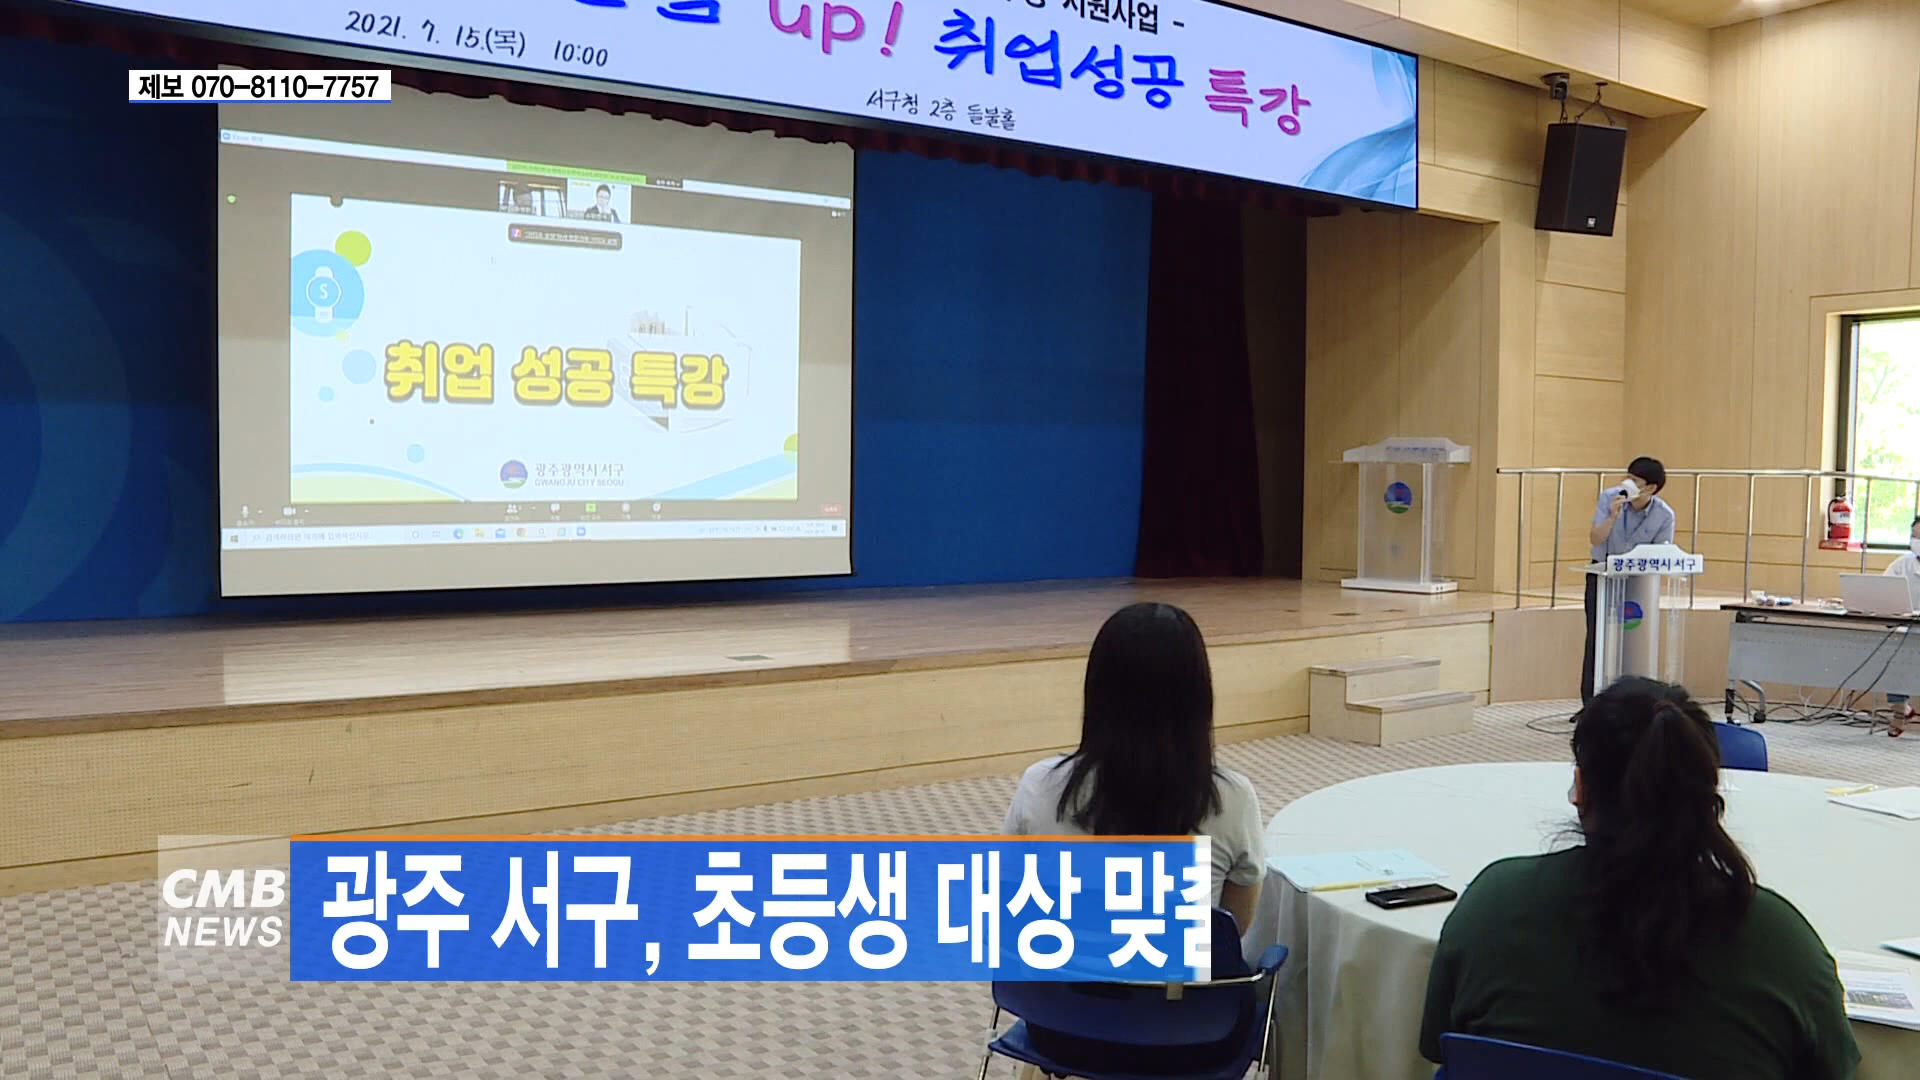 지원사업 -
up! 취업성공 특강
2021. 7. 15.(목) 10:00
서구청 2층 들불홀
제보 070-8110-7757
S
취업 성공 특강
광주광역시 서구
GWANGJU CITY SEOGU
광주광역시 서구
CMB
NEWS
광주 서구, 초등생 대상 맞춤